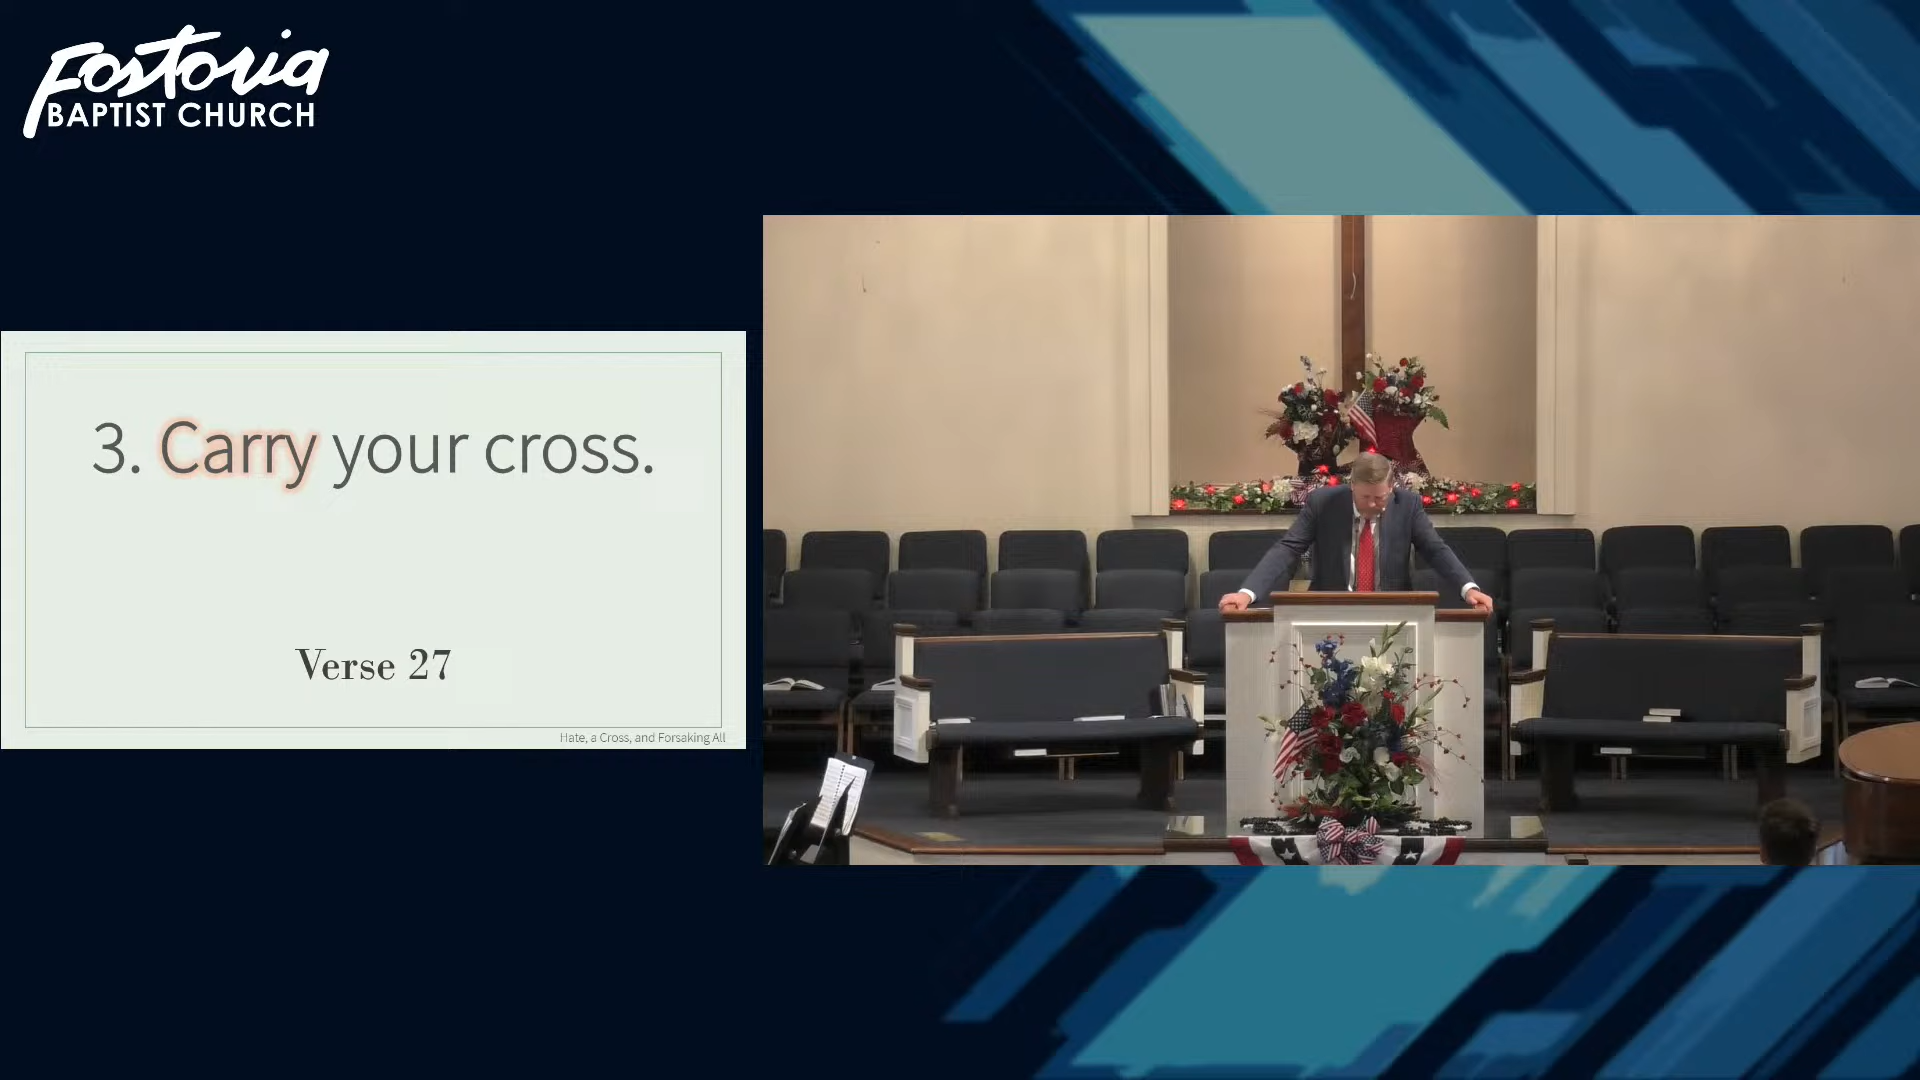 Fostoria
BAPTIST CHURCH
3. Carry your cross.
Verse 27
Hate, a Cross, and Forsaking All